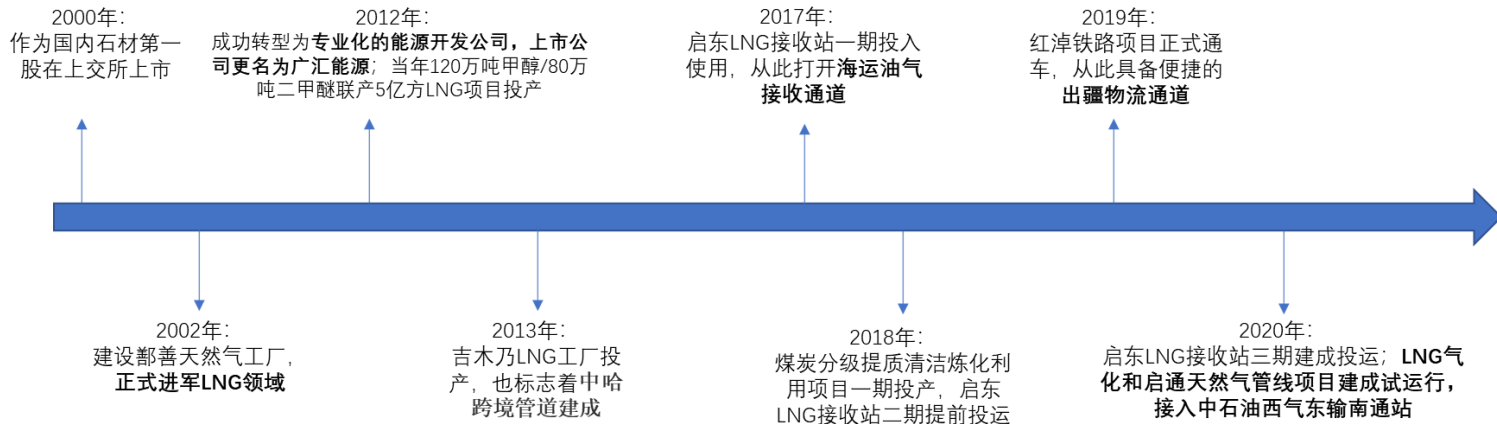 2000年：
作为国内石材第一
股在上交所上市
2012年：
成功转型为专业化的能源开发公司，上市公
司更名为广汇能源；当年120万吨甲醇/80万
吨二甲醚联产5亿方LNG项目投产
2017年：
启东LNG接收站一期投入
使用，从此打开海运油气
接收通道
2019年：
红淖铁路项目正式通
车，从此具备便捷的
出疆物流通道
2002年：
建设鄯善天然气工厂，
正式进军LNG领域
2013年：
吉木乃LNG工厂投
产，也标志着中哈
跨境管道建成
2018年：
煤炭分级提质清洁炼化利
用项目一期投产，启东
LNG接收站二期提前投运
2020年：
启东LNG接收站三期建成投运；LNG气
化和启通天然气管线项目建成试运行，
接入中石油西气东输南通站